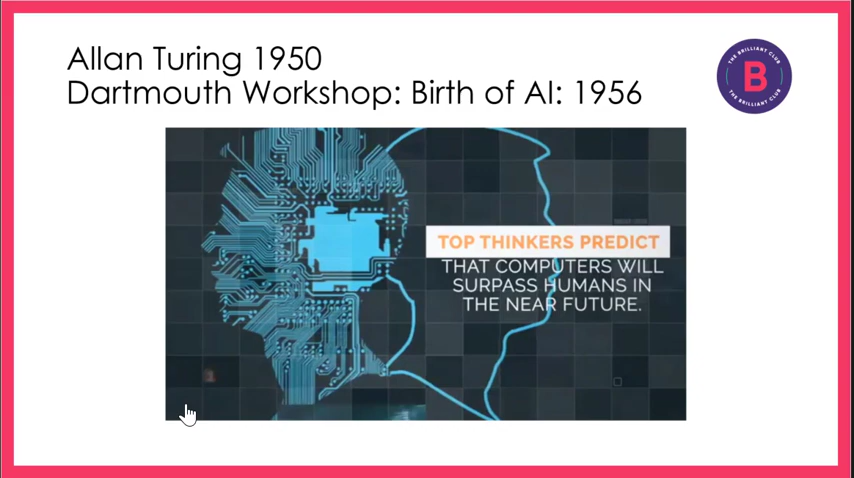 Allan Turing 1950
Dartmouth Workshop: Birth of AI: 1956
THE BRILLIANT CLUB
B
THE BRILLIANT CLUB
TOP THINKERS PREDICT
THAT COMPUTERS WILL
SURPASS HUMANS IN
THE NEAR FUTURE.